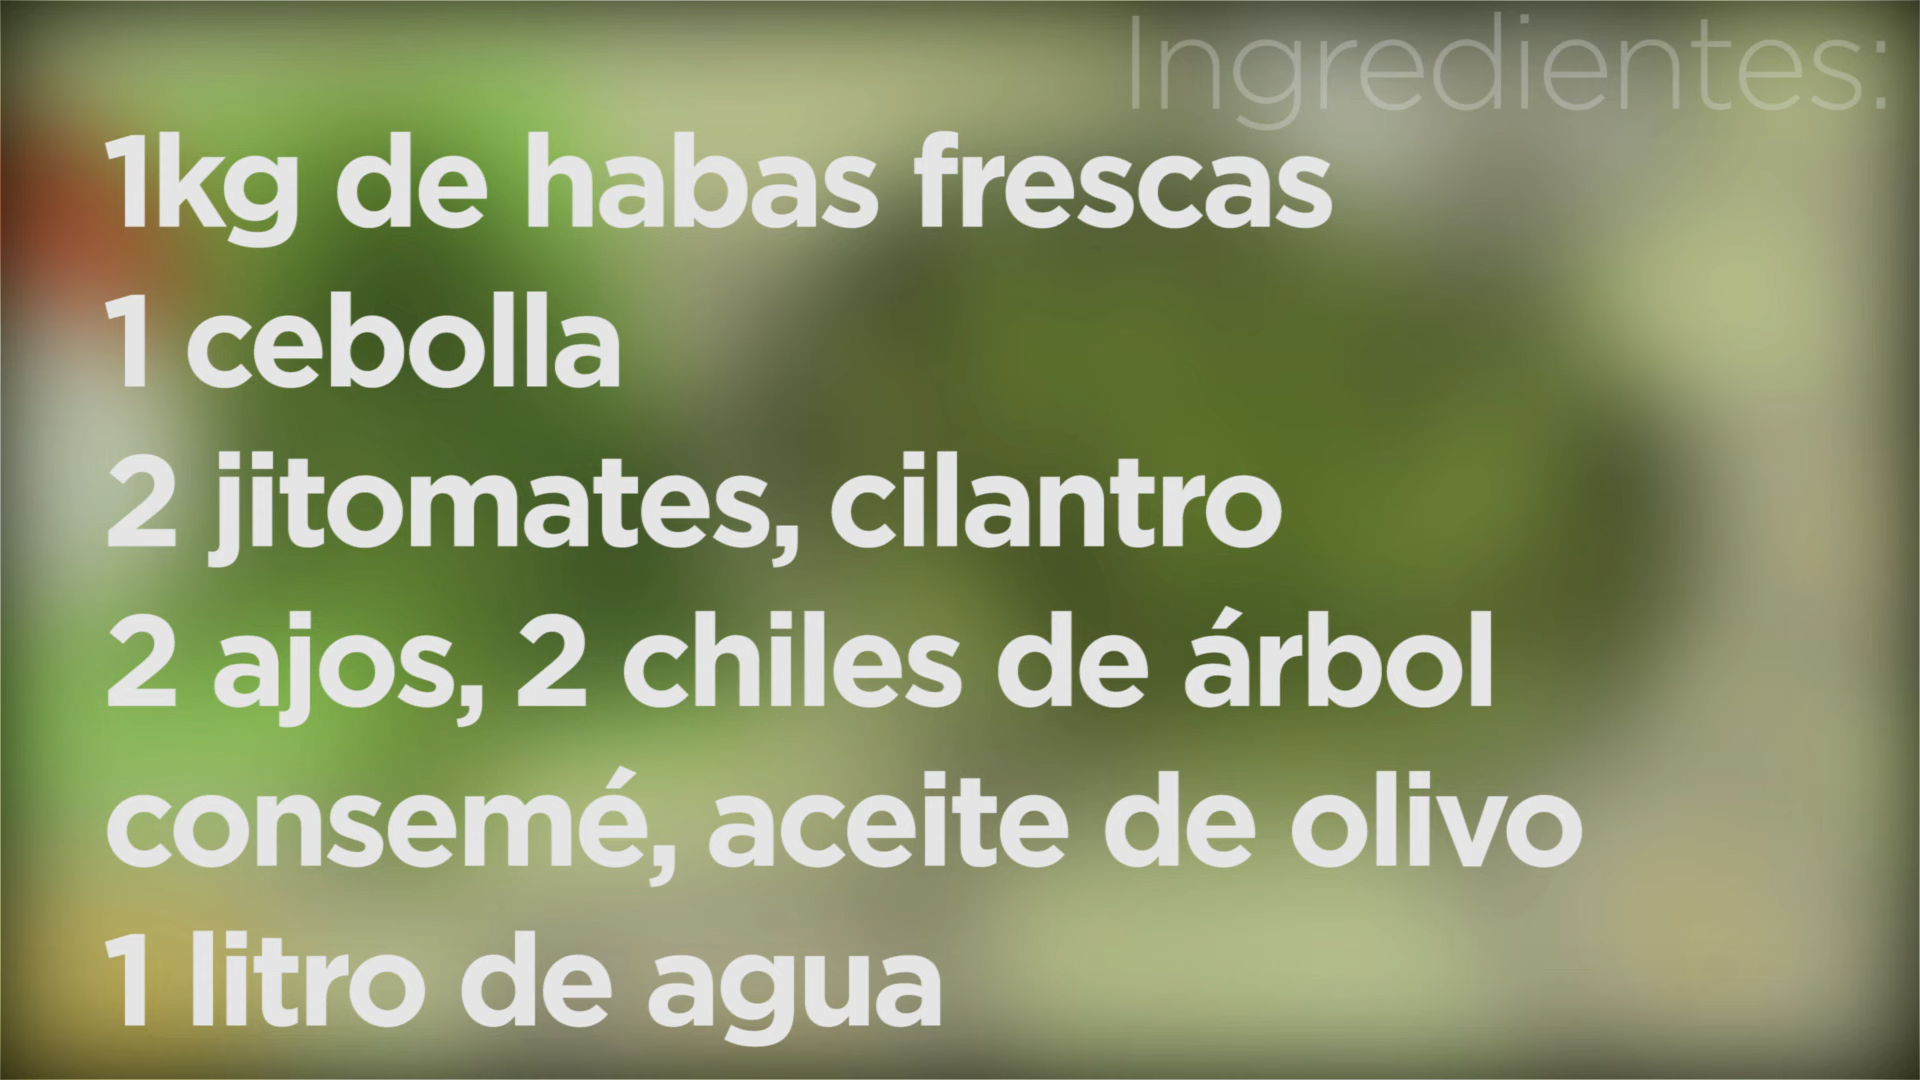 Ingredientes:
1kg de habas frescas
1 cebolla
2 jitomates, cilantro
2 ajos, 2 chiles de árbol
consemé, aceite de olivo
1 litro de agua